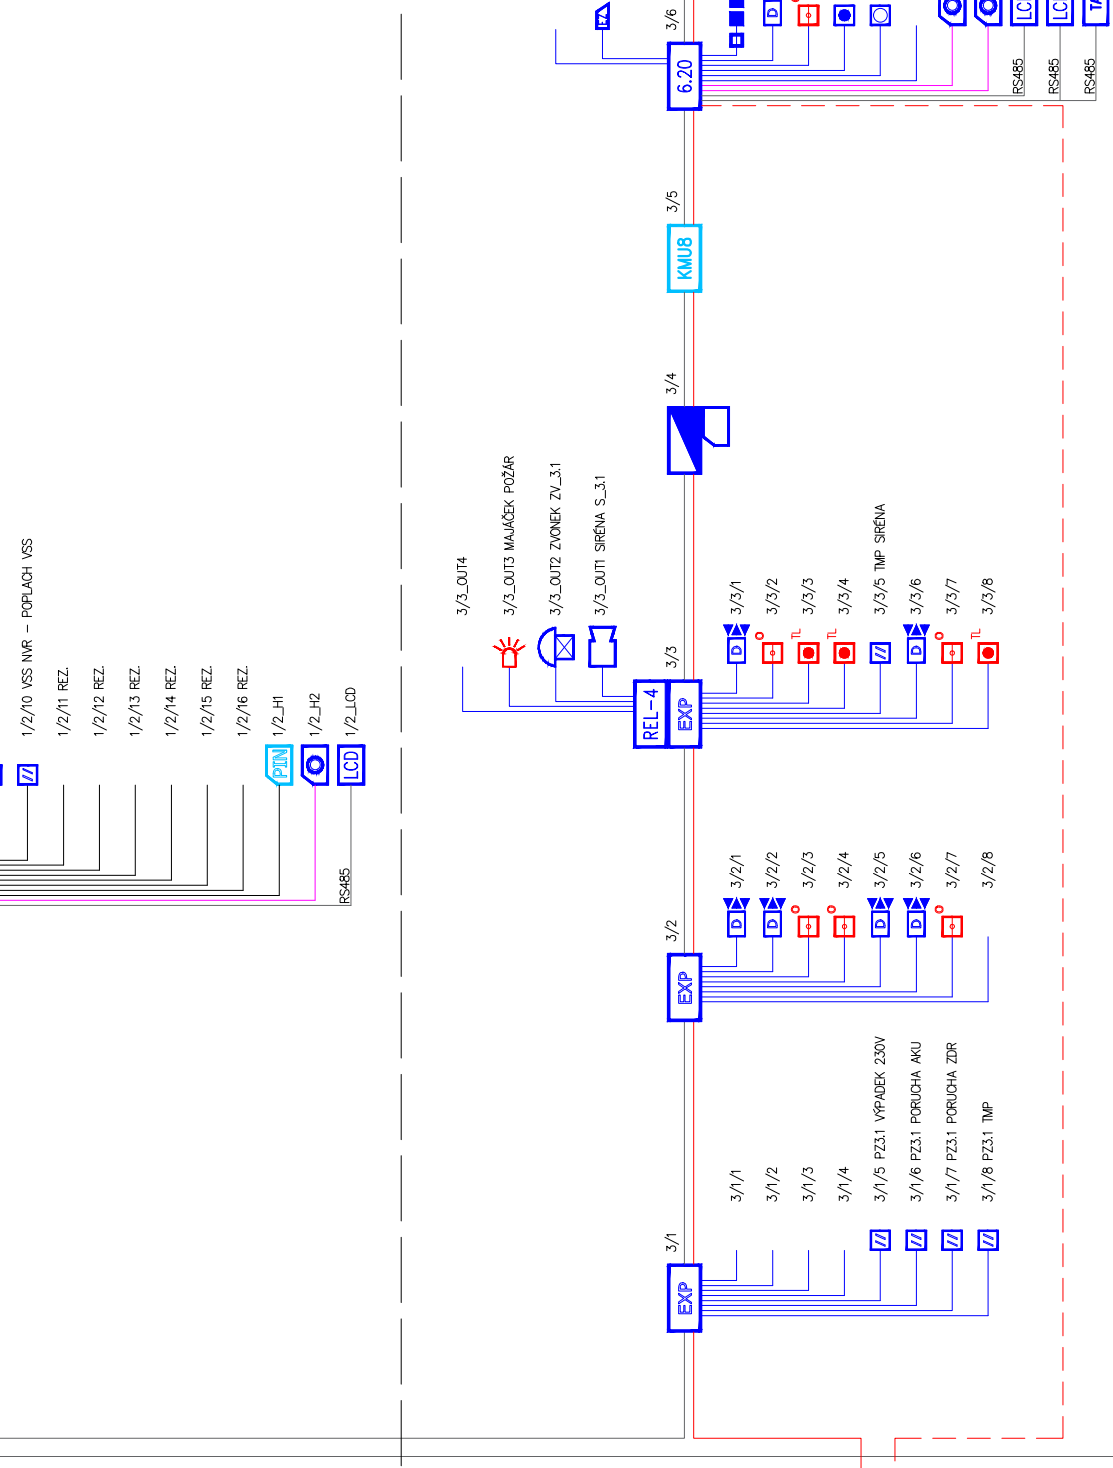 3/6
6.20
D
LC
LC
TA
RS485
RS485
RS485
3/5
KMU8
3/4
3/3_OUT4
3/3_OUT3 MAJÁČEK POŽÁR
3/3_OUT2 ZVONEK ZV_3.1
3/3_OUT1 SIRÉNA S_3.1
3/3
REL-4
EXP
D 3/3/1
3/3/2
TL 3/3/3
TL 3/3/4
3/3/5 TMP SIRÉNA
D 3/3/6
3/3/7
TL 3/3/8
1/2/10 VSS NVR - POPLACH VSS
1/2/11 REZ.
1/2/12 REZ.
1/2/13 REZ.
1/2/14 REZ.
1/2/15 REZ.
1/2/16 REZ.
PIN 1/2_H1
1/2_H2
LCD 1/2_LCD
RS485
3/2
EXP
D 3/2/1
D 3/2/2
3/2/3
3/2/4
D 3/2/5
D 3/2/6
3/2/7
3/2/8
3/1
EXP
3/1/1
3/1/2
3/1/3
3/1/4
3/1/5 PZ3.1 VÝPADEK 230V
3/1/6 PZ3.1 PORUCHA AKU
3/1/7 PZ3.1 PORUCHA ZDR
3/1/8 PZ3.1 TMP